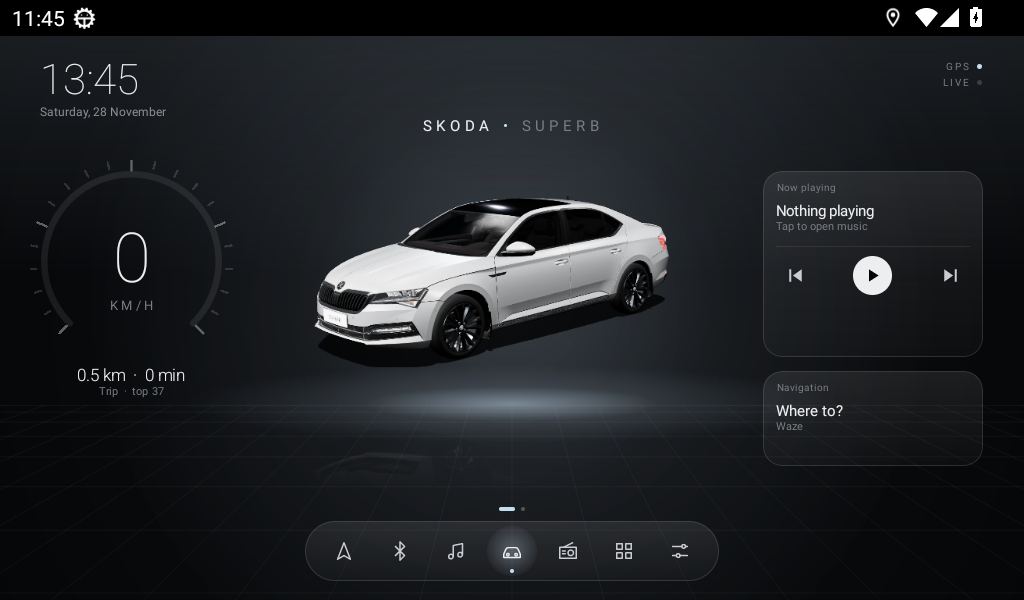 11:45
13:45
Saturday, 28 November
GPS
LIVE
SKODA · SUPERB
0
KM/H
0.5 km · 0 min
Trip · top 37
Now playing
Nothing playing
Tap to open music
Navigation
Where to?
Waze